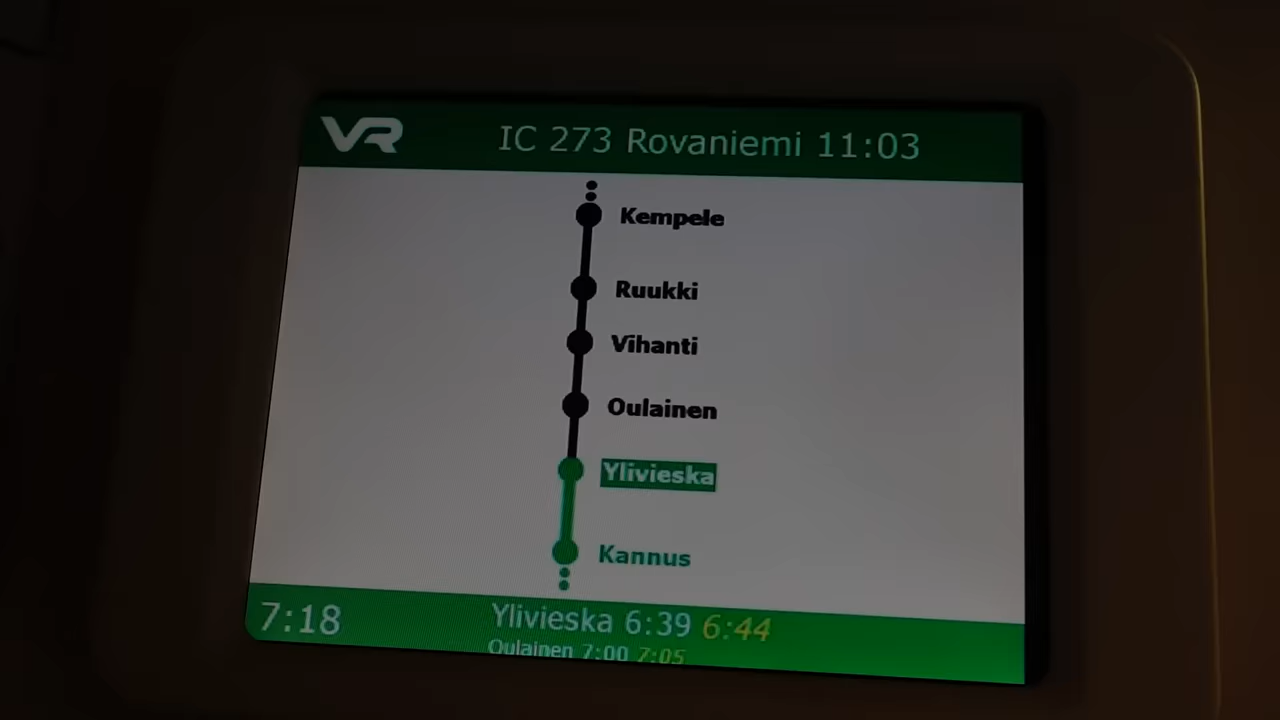 VR IC 273 Rovaniemi 11:03
Kempele
Ruukki
Vihanti
Oulainen
Ylivieska
Kannus
7:18 Ylivieska 6:39 6:44
Oulainen 7:00 7:05